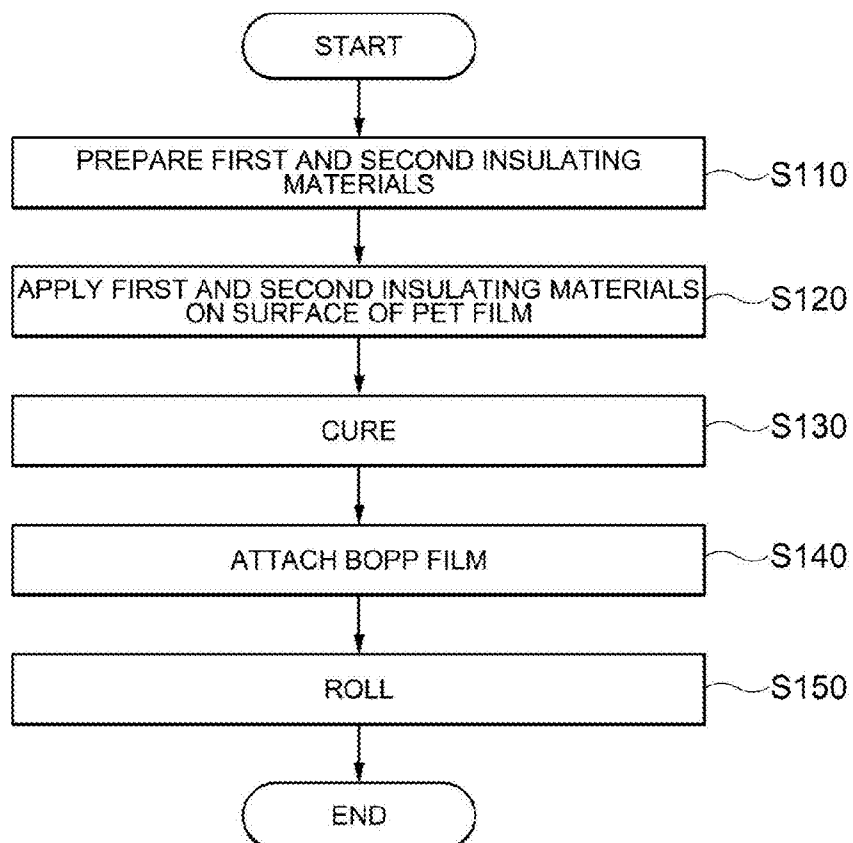 START
PREPARE FIRST AND SECOND INSULATING
MATERIALS
S110
APPLY FIRST AND SECOND INSULATING MATERIALS
ON SURFACE OF PET FILM
S120
CURE
S130
ATTACH BOPP FILM
S140
ROLL
S150
END